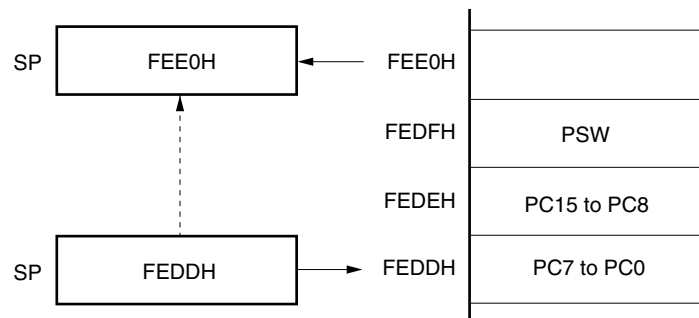 SP FEE0H FEE0H
FEDFH PSW
FEDEH PC15 to PC8
SP FEDDH FEDDH PC7 to PC0